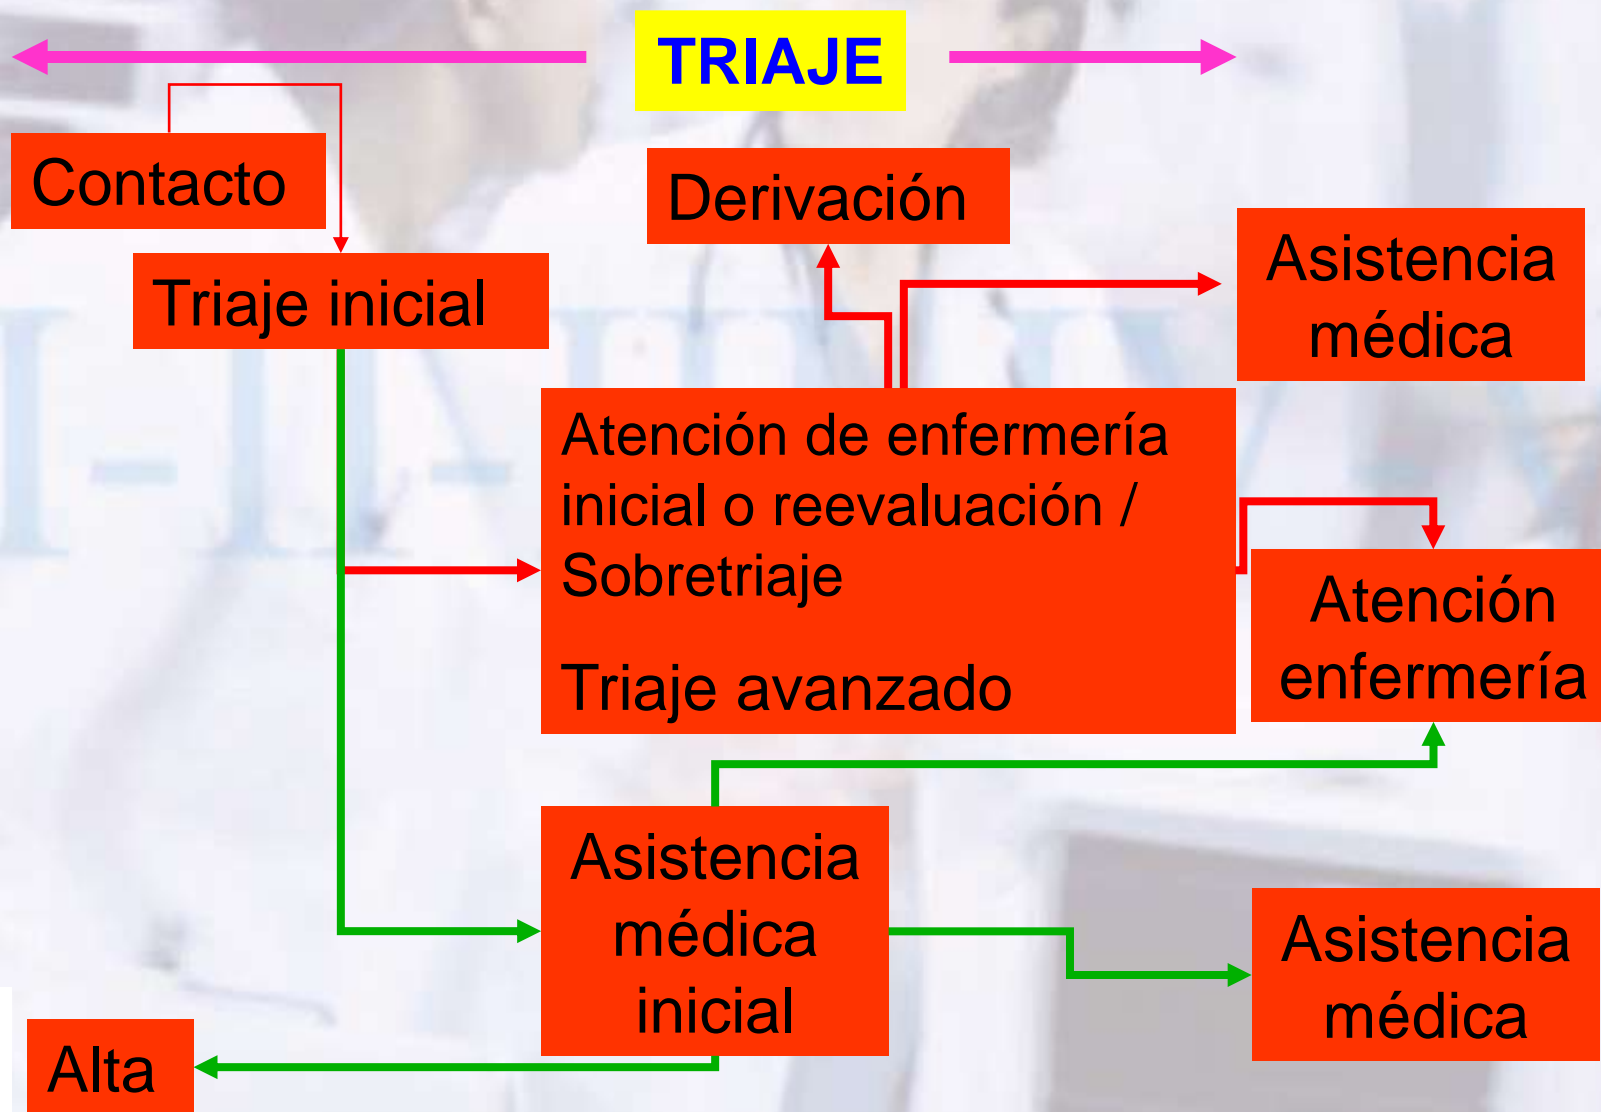 TRIAJE
Contacto
Derivación
Triaje inicial
Asistencia
médica
Atención de enfermería
inicial o reevaluación /
Sobretriaje
Triaje avanzado
Atención
enfermería
Asistencia
médica
inicial
Asistencia
médica
Alta